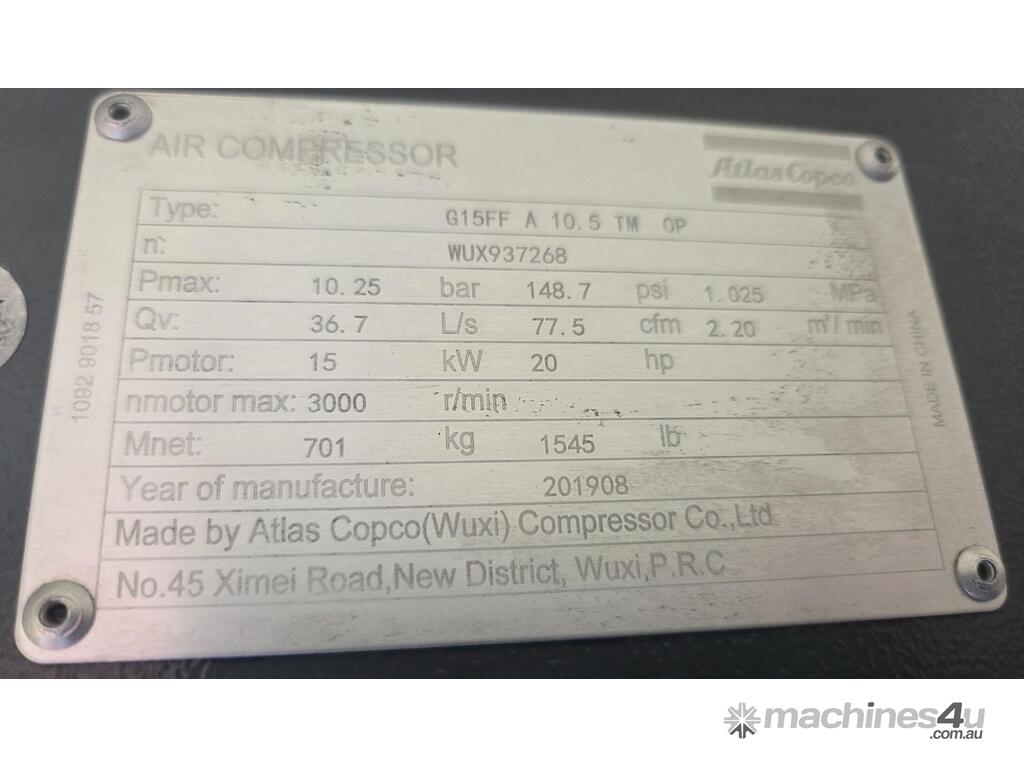 AIR COMPRESSOR
Atlas Copco
Type: G15FF A 10.5 TM OP
n: WUX937268
Pmax: 10.25 bar 148.7 psi 1.025 MPa
Qv: 36.7 L/s 77.5 cfm 2.20 m³/min
Pmotor: 15 kW 20 hp
nmotor max: 3000 r/min
Mnet: 701 kg 1545 lb
Year of manufacture: 201908
Made by Atlas Copco(Wuxi) Compressor Co.,Ltd
No.45 Ximei Road,New District, Wuxi,P.R.C
1092 9018 57
MADE IN CHINA
machines4u
.com.au